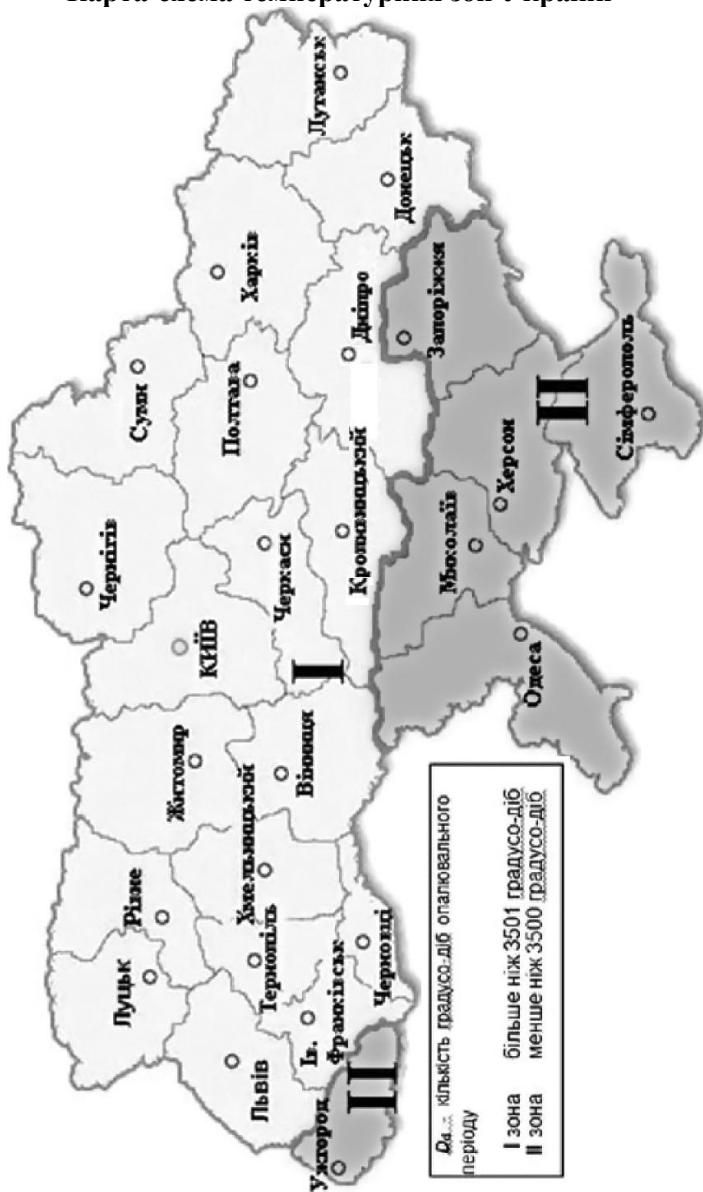 Карта-схема температурних зон України
Луцьк
Рівне
Житомир
КИЇВ
Чернігів
Суми
Львів
Тернопіль
Хмельницький
Вінниця
Черкаси
Полтава
Харків
Луганськ
Ужгород
Ів.
Франківськ
Чернівці
Кропивницький
Дніпро
Донецьк
Запоріжжя
Миколаїв
Херсон
Одеса
Сімферополь
I
II
II
Dd - кількість градусо-діб опалювального
періоду
I зона більше ніж 3501 градусо-діб
II зона менше ніж 3500 градусо-діб